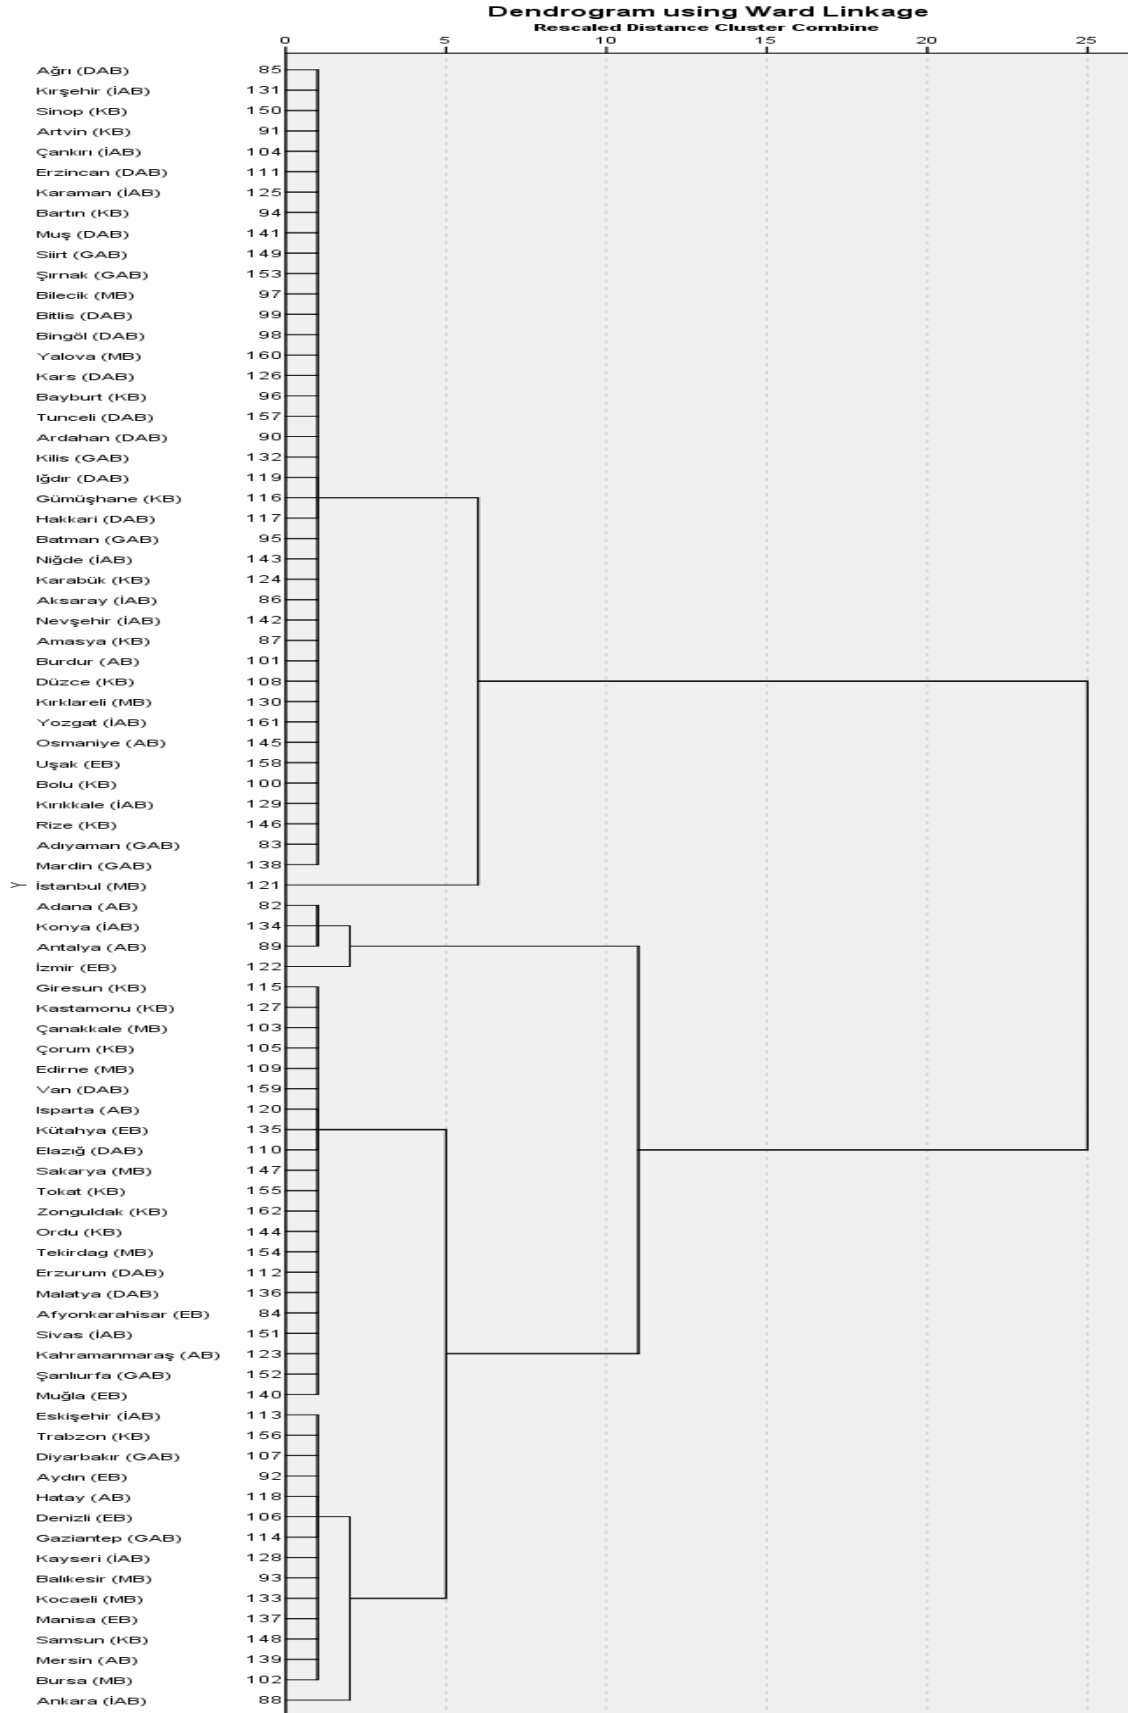 Dendrogram using Ward Linkage
Rescaled Distance Cluster Combine
0 5 10 15 20 25
Ağrı (DAB) 85
Kırşehir (İAB) 131
Sinop (KB) 150
Artvin (KB) 91
Çankırı (İAB) 104
Erzincan (DAB) 111
Karaman (İAB) 125
Bartın (KB) 94
Muş (DAB) 141
Siirt (GAB) 149
Şırnak (GAB) 153
Bilecik (MB) 97
Bitlis (DAB) 99
Bingöl (DAB) 98
Yalova (MB) 160
Kars (DAB) 126
Bayburt (KB) 96
Tunceli (DAB) 157
Ardahan (DAB) 90
Kilis (GAB) 132
Iğdır (DAB) 119
Gümüşhane (KB) 116
Hakkari (DAB) 117
Batman (GAB) 95
Niğde (İAB) 143
Karabük (KB) 124
Aksaray (İAB) 86
Nevşehir (İAB) 142
Amasya (KB) 87
Burdur (AB) 101
Düzce (KB) 108
Kırklareli (MB) 130
Yozgat (İAB) 161
Osmaniye (AB) 145
Uşak (EB) 158
Bolu (KB) 100
Kırıkkale (İAB) 129
Rize (KB) 146
Adıyaman (GAB) 83
Mardin (GAB) 138
Y İstanbul (MB) 121
Adana (AB) 82
Konya (İAB) 134
Antalya (AB) 89
İzmir (EB) 122
Giresun (KB) 115
Kastamonu (KB) 127
Çanakkale (MB) 103
Çorum (KB) 105
Edirne (MB) 109
Van (DAB) 159
Isparta (AB) 120
Kütahya (EB) 135
Elazığ (DAB) 110
Sakarya (MB) 147
Tokat (KB) 155
Zonguldak (KB) 162
Ordu (KB) 144
Tekirdag (MB) 154
Erzurum (DAB) 112
Malatya (DAB) 136
Afyonkarahisar (EB) 84
Sivas (İAB) 151
Kahramanmaraş (AB) 123
Şanlıurfa (GAB) 152
Muğla (EB) 140
Eskişehir (İAB) 113
Trabzon (KB) 156
Diyarbakır (GAB) 107
Aydın (EB) 92
Hatay (AB) 118
Denizli (EB) 106
Gaziantep (GAB) 114
Kayseri (İAB) 128
Balıkesir (MB) 93
Kocaeli (MB) 133
Manisa (EB) 137
Samsun (KB) 148
Mersin (AB) 139
Bursa (MB) 102
Ankara (İAB) 88